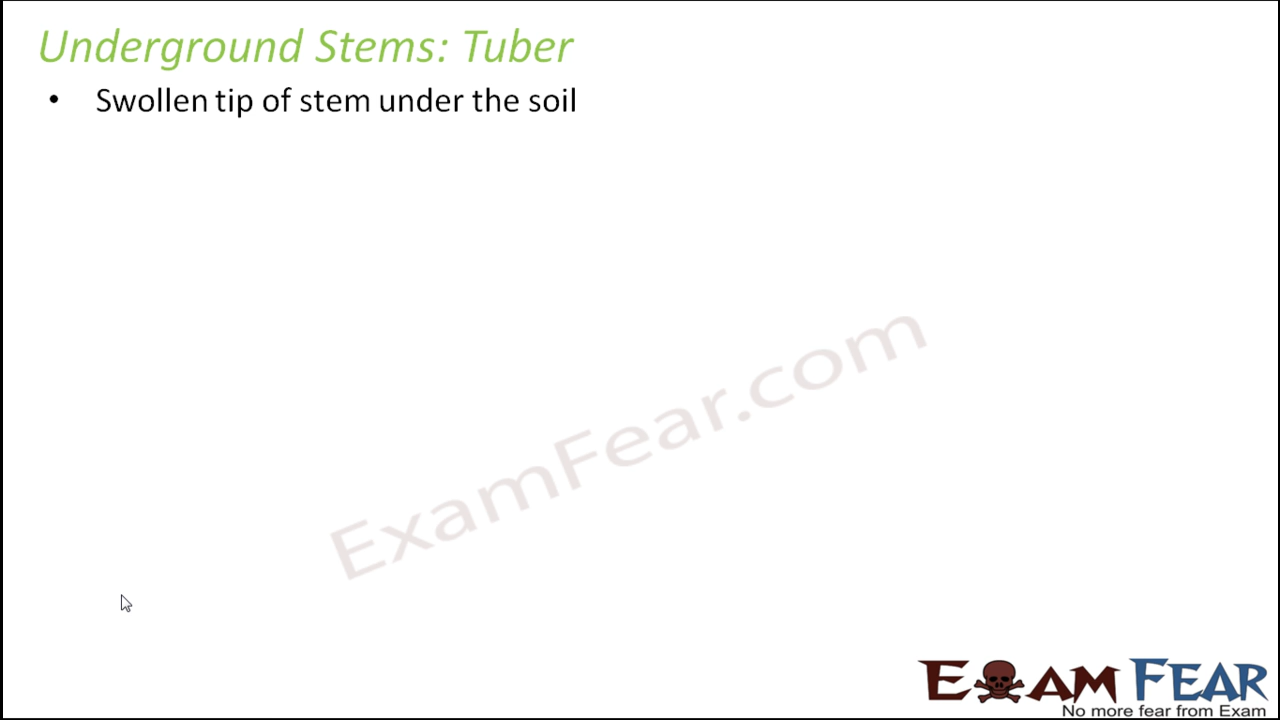 Underground Stems: Tuber
• Swollen tip of stem under the soil
ExamFear.com
EXAM FEAR
No more fear from Exam